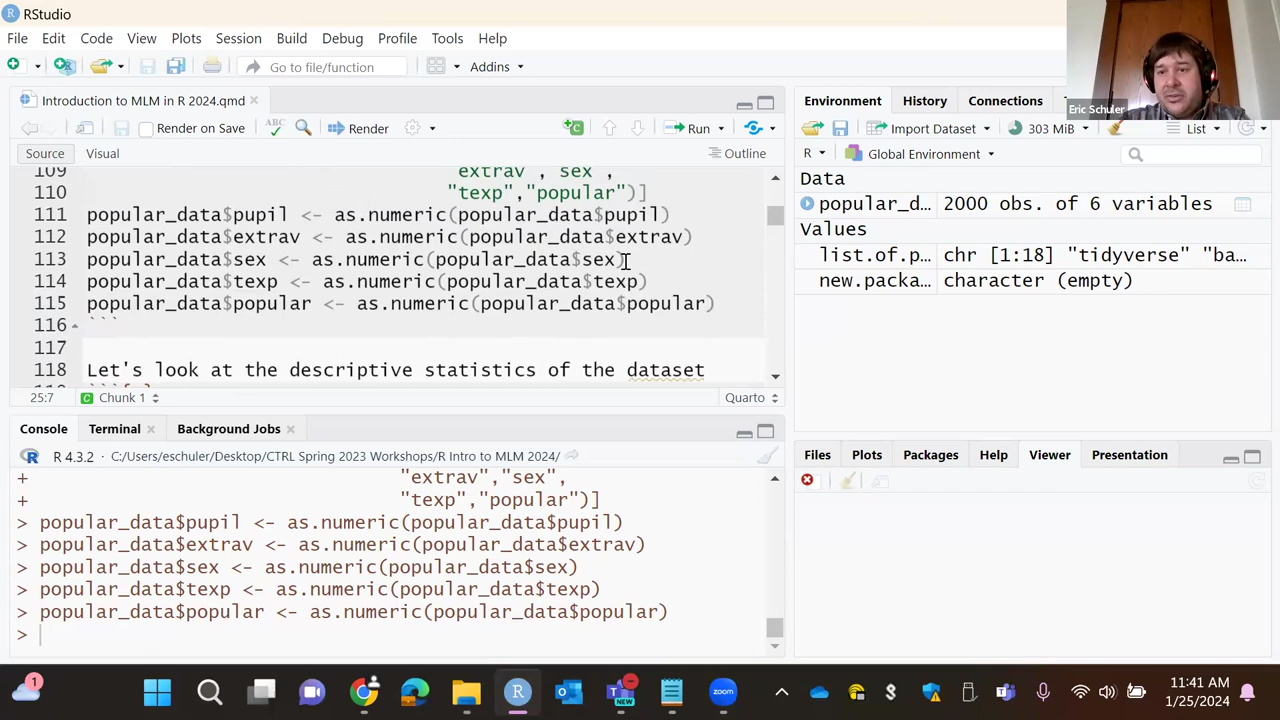 RStudio
File Edit Code View Plots Session Build Debug Profile Tools Help
Go to file/function
Addins
Eric Schuler
Introduction to MLM in R 2024.qmd
Render on Save
ABC
Render
Run
Source Visual
Outline
109 extrav", "sex",
110 "texp","popular")]
111 popular_data$pupil <- as.numeric(popular_data$pupil)
112 popular_data$extrav <- as.numeric(popular_data$extrav)
113 popular_data$sex <- as.numeric(popular_data$sex)
114 popular_data$texp <- as.numeric(popular_data$texp)
115 popular_data$popular <- as.numeric(popular_data$popular)
116 ```
117
118 Let's look at the descriptive statistics of the dataset
25:7 Chunk 1 Quarto
Console Terminal Background Jobs
R 4.3.2 · C:/Users/eschuler/Desktop/CTRL Spring 2023 Workshops/R Intro to MLM 2024/
+ "extrav","sex",
+ "texp","popular")]
> popular_data$pupil <- as.numeric(popular_data$pupil)
> popular_data$extrav <- as.numeric(popular_data$extrav)
> popular_data$sex <- as.numeric(popular_data$sex)
> popular_data$texp <- as.numeric(popular_data$texp)
> popular_data$popular <- as.numeric(popular_data$popular)
>
Environment History Connections
Import Dataset 303 MiB List
R Global Environment
Data
popular_d... 2000 obs. of 6 variables
Values
list.of.p... chr [1:18] "tidyverse" "ba...
new.packa... character (empty)
Files Plots Packages Help Viewer Presentation
1
NEW
zoom
11:41 AM
1/25/2024